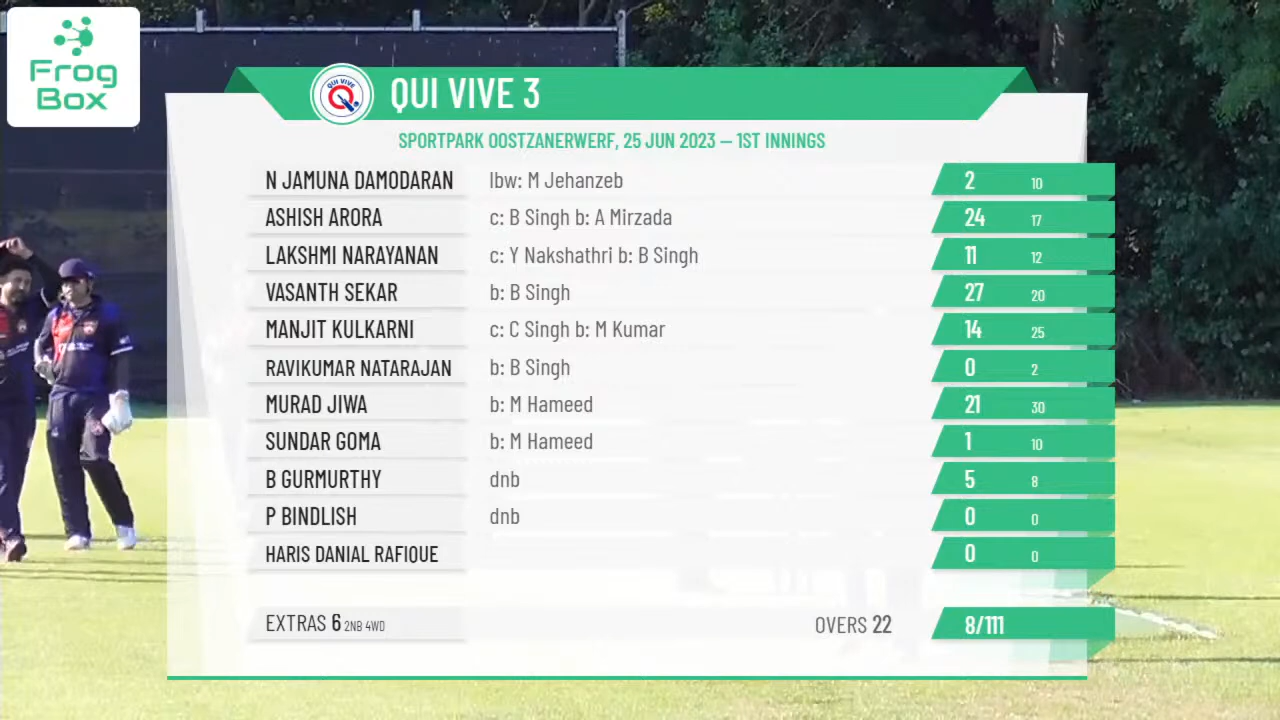 Frog
Box
QUI VIVE
QUI VIVE 3
SPORTPARK OOSTZANERWERF, 25 JUN 2023 – 1ST INNINGS
N JAMUNA DAMODARAN lbw: M Jehanzeb 2 10
ASHISH ARORA c: B Singh b: A Mirzada 24 17
LAKSHMI NARAYANAN c: Y Nakshathri b: B Singh 11 12
VASANTH SEKAR b: B Singh 27 20
MANJIT KULKARNI c: C Singh b: M Kumar 14 25
RAVIKUMAR NATARAJAN b: B Singh 0 2
MURAD JIWA b: M Hameed 21 30
SUNDAR GOMA b: M Hameed 1 10
B GURMURTHY dnb 5 8
P BINDLISH dnb 0 0
HARIS DANIAL RAFIQUE 0 0
EXTRAS 6 2NB 4WD OVERS 22 8/111